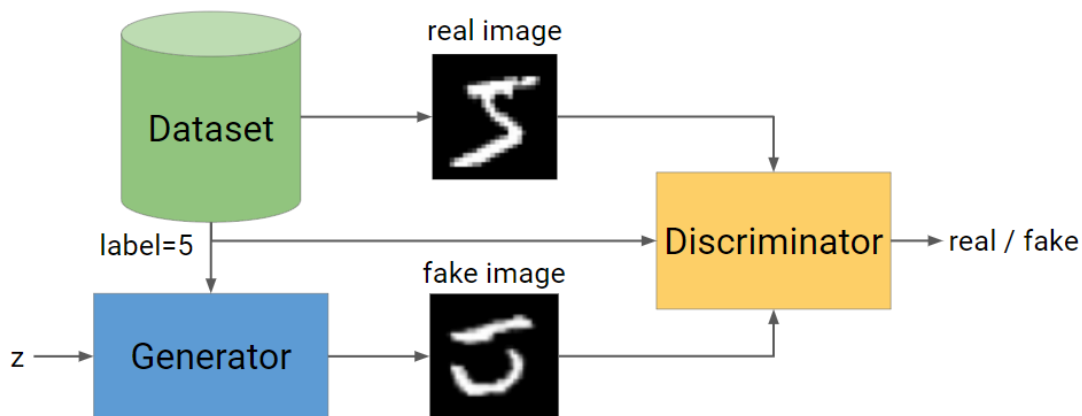 real image
Dataset
label=5
Discriminator
real / fake
fake image
z
Generator